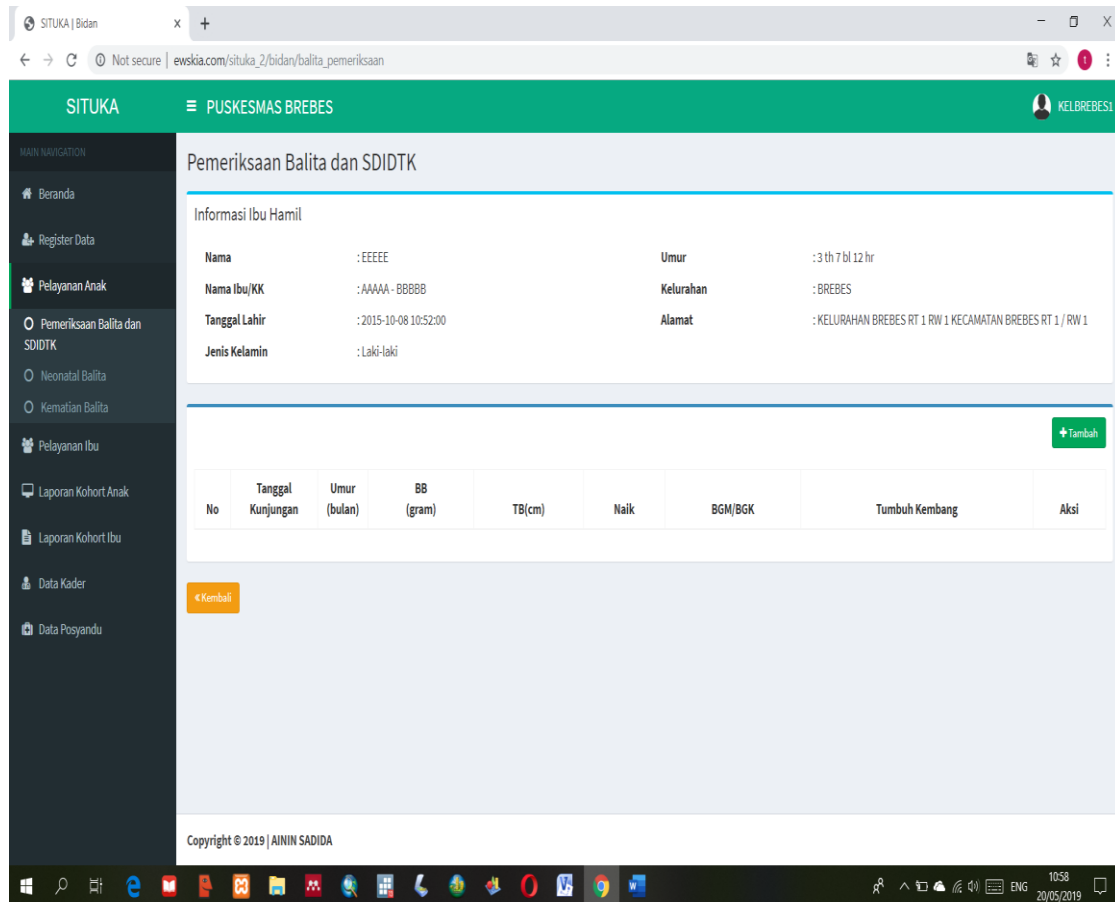 SITUKA | Bidan
Not secure | ewskia.com/situka_2/bidan/balita_pemeriksaan
t
SITUKA
PUSKESMAS BREBES
KELBREBES1
MAIN NAVIGATION
Beranda
Register Data
Pelayanan Anak
Pemeriksaan Balita dan
SDIDTK
Neonatal Balita
Kematian Balita
Pelayanan Ibu
Laporan Kohort Anak
Laporan Kohort Ibu
Data Kader
Data Posyandu
Pemeriksaan Balita dan SDIDTK
Informasi Ibu Hamil
Nama : EEEEE
Umur : 3 th 7 bl 12 hr
Nama Ibu/KK : AAAAA - BBBBB
Kelurahan : BREBES
Tanggal Lahir : 2015-10-08 10:52:00
Alamat : KELURAHAN BREBES RT 1 RW 1 KECAMATAN BREBES RT 1 / RW 1
Jenis Kelamin : Laki-laki
+Tambah
No
Tanggal
Kunjungan
Umur
(bulan)
BB
(gram)
TB(cm)
Naik
BGM/BGK
Tumbuh Kembang
Aksi
«Kembali
Copyright © 2019 | AININ SADIDA
ENG
10:58
20/05/2019